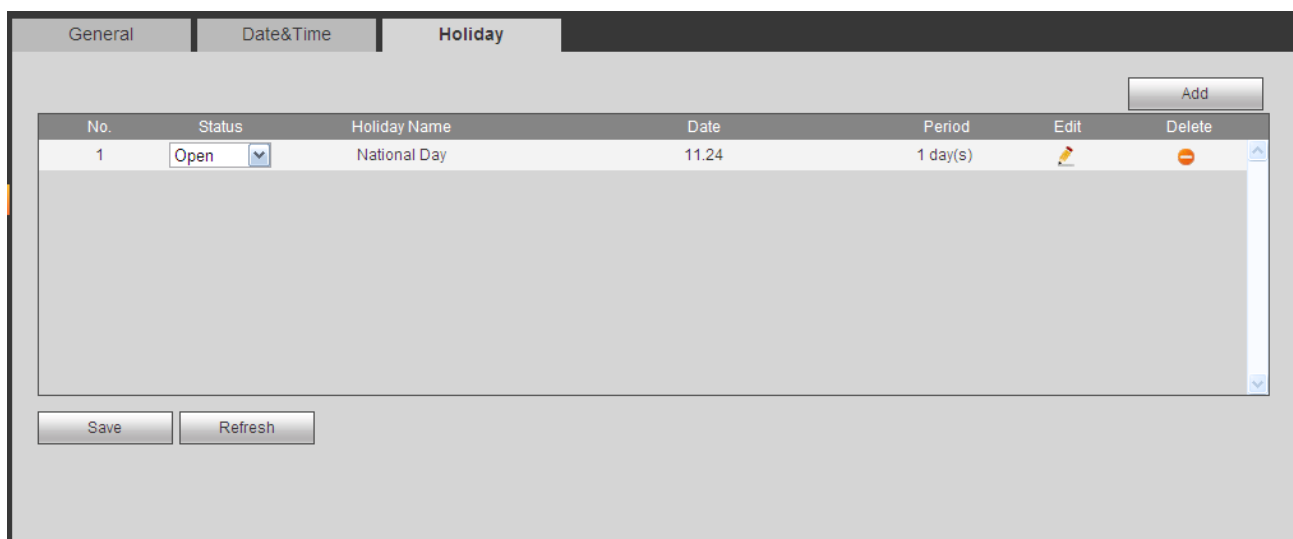 General Date&Time Holiday
Add
No. Status Holiday Name Date Period Edit Delete
1 Open National Day 11.24 1 day(s)
Save Refresh